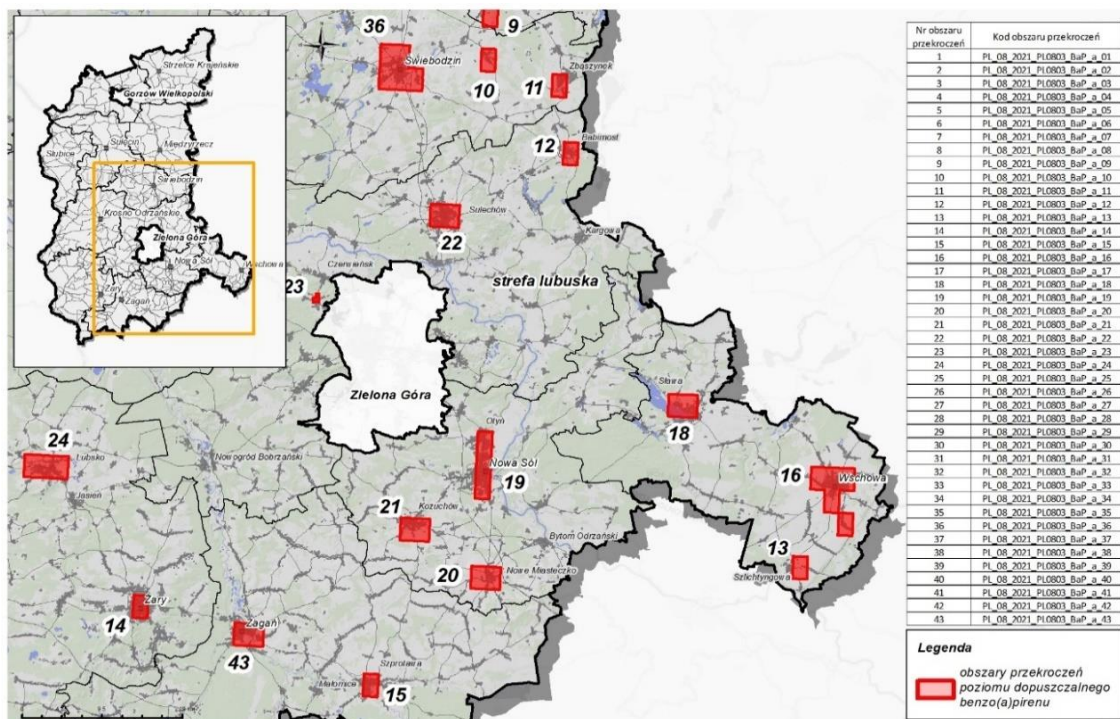 Strzelce Krajeńskie
Gorzów Wielkopolski
Sulęcin
Międzyrzecz
Słubice
Świebodzin
Krosno Odrzańskie
Zielona Góra
Nowa Sól
Wschowa
Żary
Żagań
36
Świebodzin
9
10
Zbąszynek
11
12
Babimost
Sulechów
22
Kargowa
Czerwieńsk
23
strefa lubuska
Zielona Góra
Sława
18
Otyń
24
Lubsko
Jasień
Nowogród Bobrzański
Nowa Sól
19
16
Wschowa
21
Kożuchów
Bytom Odrzański
13
Szlichtyngowa
20
Nowe Miasteczko
Żary
14
Żagań
43
Szprotawa
Małomice
15
Nr obszaru przekroczeń Kod obszaru przekroczeń
1 PL_08_2021_PL0803_BaP_a_01
2 PL_08_2021_PL0803_BaP_a_02
3 PL_08_2021_PL0803_BaP_a_03
4 PL_08_2021_PL0803_BaP_a_04
5 PL_08_2021_PL0803_BaP_a_05
6 PL_08_2021_PL0803_BaP_a_06
7 PL_08_2021_PL0803_BaP_a_07
8 PL_08_2021_PL0803_BaP_a_08
9 PL_08_2021_PL0803_BaP_a_09
10 PL_08_2021_PL0803_BaP_a_10
11 PL_08_2021_PL0803_BaP_a_11
12 PL_08_2021_PL0803_BaP_a_12
13 PL_08_2021_PL0803_BaP_a_13
14 PL_08_2021_PL0803_BaP_a_14
15 PL_08_2021_PL0803_BaP_a_15
16 PL_08_2021_PL0803_BaP_a_16
17 PL_08_2021_PL0803_BaP_a_17
18 PL_08_2021_PL0803_BaP_a_18
19 PL_08_2021_PL0803_BaP_a_19
20 PL_08_2021_PL0803_BaP_a_20
21 PL_08_2021_PL0803_BaP_a_21
22 PL_08_2021_PL0803_BaP_a_22
23 PL_08_2021_PL0803_BaP_a_23
24 PL_08_2021_PL0803_BaP_a_24
25 PL_08_2021_PL0803_BaP_a_25
26 PL_08_2021_PL0803_BaP_a_26
27 PL_08_2021_PL0803_BaP_a_27
28 PL_08_2021_PL0803_BaP_a_28
29 PL_08_2021_PL0803_BaP_a_29
30 PL_08_2021_PL0803_BaP_a_30
31 PL_08_2021_PL0803_BaP_a_31
32 PL_08_2021_PL0803_BaP_a_32
33 PL_08_2021_PL0803_BaP_a_33
34 PL_08_2021_PL0803_BaP_a_34
35 PL_08_2021_PL0803_BaP_a_35
36 PL_08_2021_PL0803_BaP_a_36
37 PL_08_2021_PL0803_BaP_a_37
38 PL_08_2021_PL0803_BaP_a_38
39 PL_08_2021_PL0803_BaP_a_39
40 PL_08_2021_PL0803_BaP_a_40
41 PL_08_2021_PL0803_BaP_a_41
42 PL_08_2021_PL0803_BaP_a_42
43 PL_08_2021_PL0803_BaP_a_43
Legenda
obszary przekroczeń
poziomu dopuszczalnego
benzo(a)pirenu